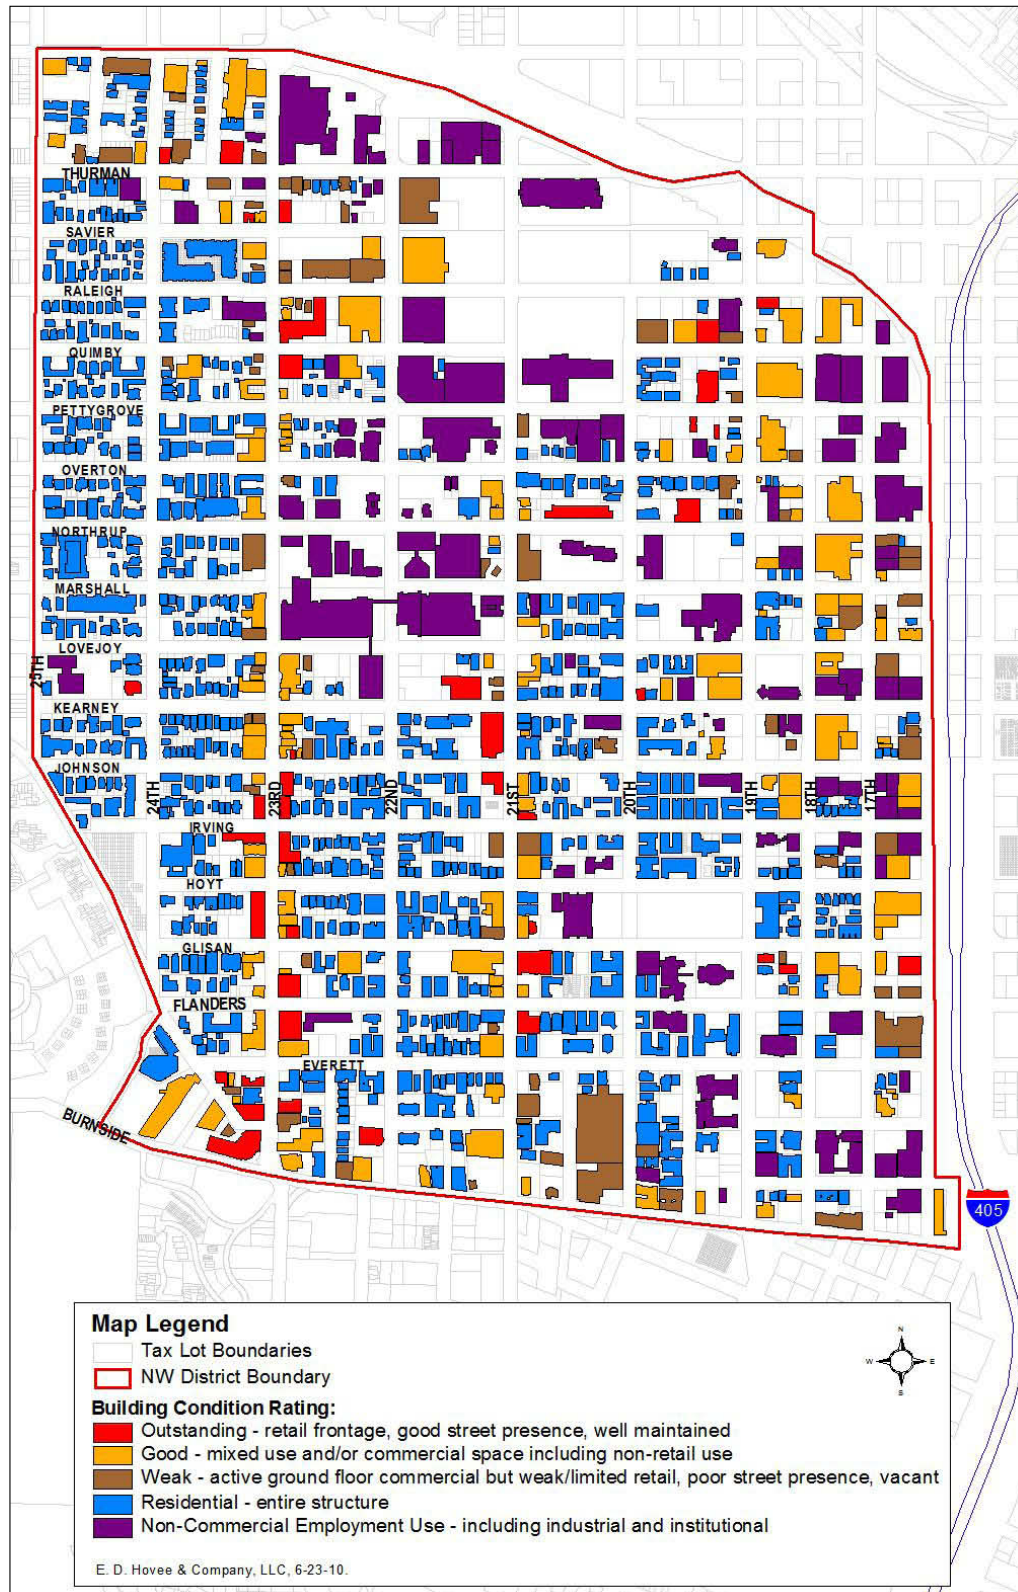 THURMAN
SAVIER
RALEIGH
QUIMBY
PETTYGROVE
OVERTON
NORTHRUP
MARSHALL
LOVEJOY
25TH
KEARNEY
JOHNSON
24TH
23RD
22ND
21ST
20TH
19TH
18TH
17TH
IRVING
HOYT
GLISAN
FLANDERS
EVERETT
BURNSIDE
405
Map Legend
Tax Lot Boundaries
NW District Boundary
N
W
E
S
Building Condition Rating:
Outstanding - retail frontage, good street presence, well maintained
Good - mixed use and/or commercial space including non-retail use
Weak - active ground floor commercial but weak/limited retail, poor street presence, vacant
Residential - entire structure
Non-Commercial Employment Use - including industrial and institutional
E. D. Hovee & Company, LLC, 6-23-10.